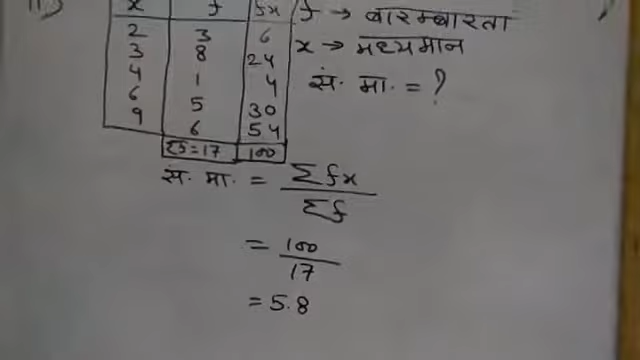 11)
x f fx f → बारम्बारता
2 3 6 x → मध्यमान
3 8 24
4 1 4 सं. मा. = ?
6 5 30
9 6 54
Σf=17 100
स. मा. = Σfx / Σf
= 100 / 17
= 5.8